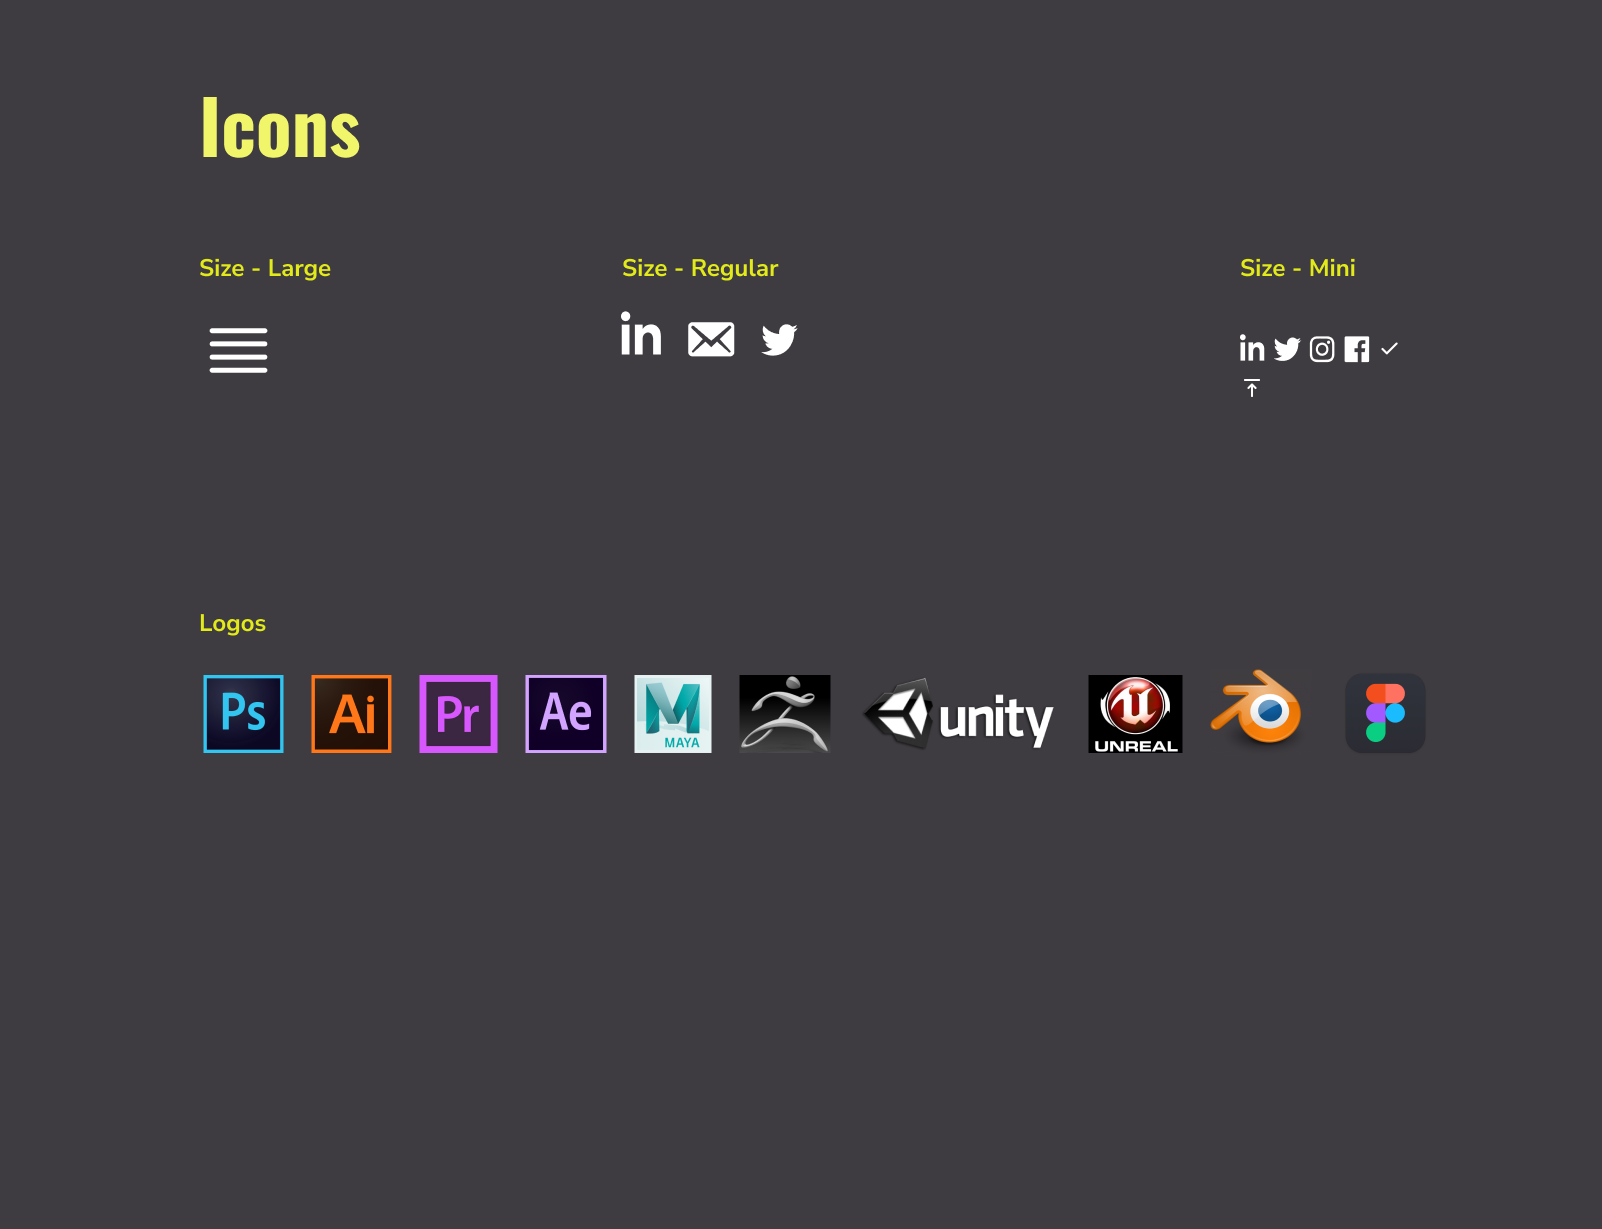 Icons
Size - Large
Size - Regular
Size - Mini
in
in
Logos
Ps
Ai
Pr
Ae
MAYA
unity
UNREAL